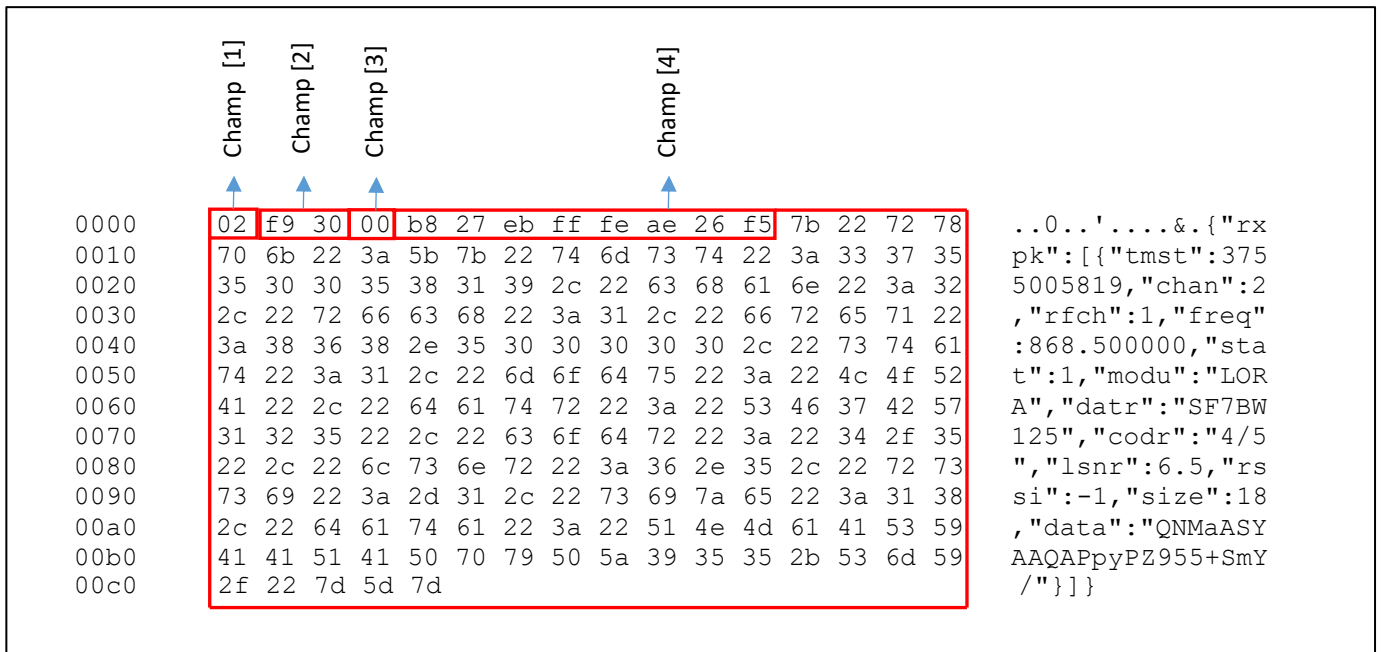 Champ [1] Champ [2] Champ [3] Champ [4]
0000 02 f9 30 00 b8 27 eb ff fe ae 26 f5 7b 22 72 78 ..0..'....&.{"rx
0010 70 6b 22 3a 5b 7b 22 74 6d 73 74 22 3a 33 37 35 pk":[{"tmst":375
0020 35 30 30 35 38 31 39 2c 22 63 68 61 6e 22 3a 32 5005819,"chan":2
0030 2c 22 72 66 63 68 22 3a 31 2c 22 66 72 65 71 22 ,"rfch":1,"freq"
0040 3a 38 36 38 2e 35 30 30 30 30 30 2c 22 73 74 61 :868.500000,"sta
0050 74 22 3a 31 2c 22 6d 6f 64 75 22 3a 22 4c 4f 52 t":1,"modu":"LOR
0060 41 22 2c 22 64 61 74 72 22 3a 22 53 46 37 42 57 A","datr":"SF7BW
0070 31 32 35 22 2c 22 63 6f 64 72 22 3a 22 34 2f 35 125","codr":"4/5
0080 22 2c 22 6c 73 6e 72 22 3a 36 2e 35 2c 22 72 73 ","lsnr":6.5,"rs
0090 73 69 22 3a 2d 31 2c 22 73 69 7a 65 22 3a 31 38 si":-1,"size":18
00a0 2c 22 64 61 74 61 22 3a 22 51 4e 4d 61 41 53 59 ,"data":"QNMaASY
00b0 41 41 51 41 50 70 79 50 5a 39 35 35 2b 53 6d 59 AAQAPpyPZ955+SmY
00c0 2f 22 7d 5d 7d /"}]}